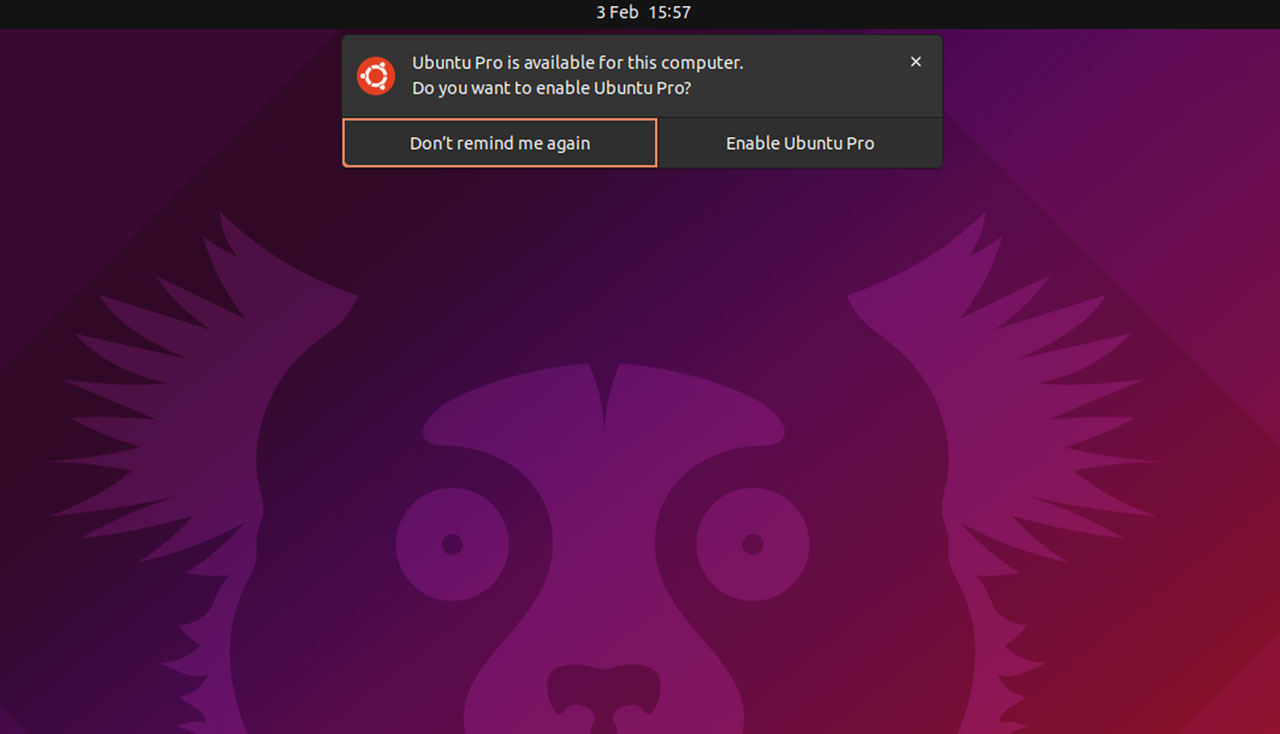 3 Feb 15:57
Ubuntu Pro is available for this computer.
Do you want to enable Ubuntu Pro?
Don’t remind me again
Enable Ubuntu Pro